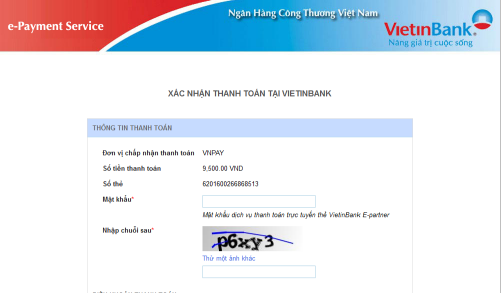 e-Payment Service
Ngân Hàng Công Thương Việt Nam
VietinBank
Nâng giá trị cuộc sống
XÁC NHẬN THANH TOÁN TẠI VIETINBANK
THÔNG TIN THANH TOÁN
Đơn vị chấp nhận thanh toán VNPAY
Số tiền thanh toán 9,500.00 VND
Số thẻ 6201600266868513
Mật khẩu*
Mật khẩu dịch vụ thanh toán trực tuyến thẻ VietinBank E-partner
Nhập chuỗi sau* p6xy3
Thử một ảnh khác